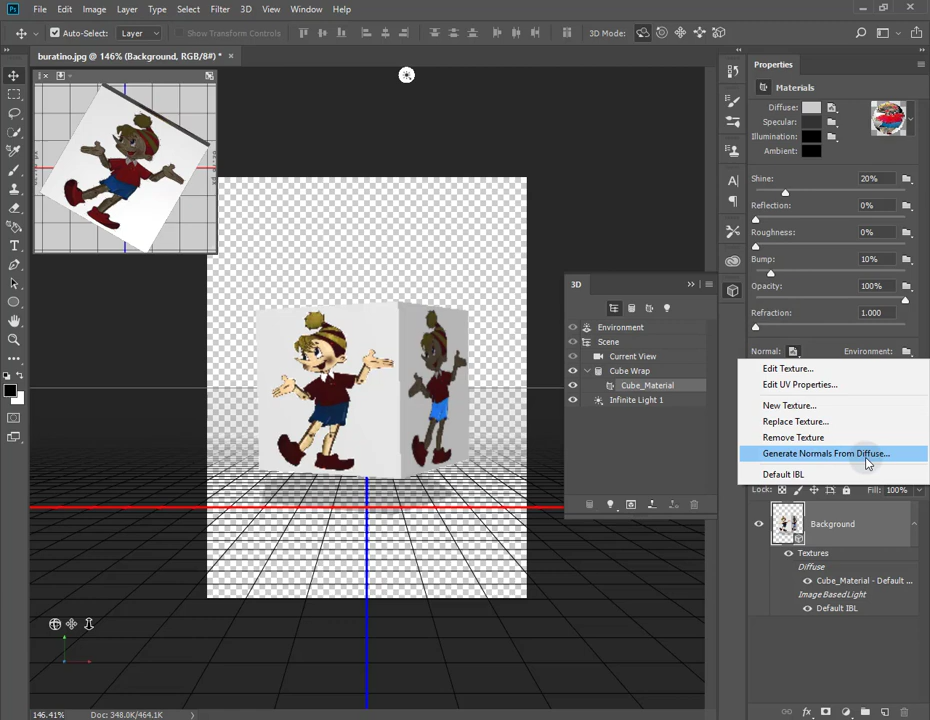 Ps File Edit Image Layer Type Select Filter 3D View Window Help
Auto-Select: Layer Show Transform Controls 3D Mode:
buratino.jpg @ 146% (Background, RGB/8#) * ×
Properties
Materials
Diffuse:
Specular:
Illumination:
Ambient:
Shine: 20%
Reflection: 0%
Roughness: 0%
Bump: 10%
Opacity: 100%
Refraction: 1.000
Normal: Environment:
Edit Texture...
Edit UV Properties...
New Texture...
Replace Texture...
Remove Texture
Generate Normals From Diffuse...
Default IBL
3D
Environment
Scene
Current View
Cube Wrap
Cube_Material
Infinite Light 1
Lock: Fill: 100%
Background
Textures
Diffuse
Cube_Material - Default ...
Image Based Light
Default IBL
146.41% Doc: 348.0K/464.1K